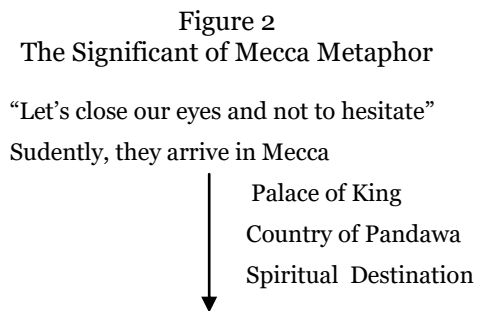 Figure 2
The Significant of Mecca Metaphor
“Let’s close our eyes and not to hesitate”
Sudently, they arrive in Mecca
Palace of King
Country of Pandawa
Spiritual Destination